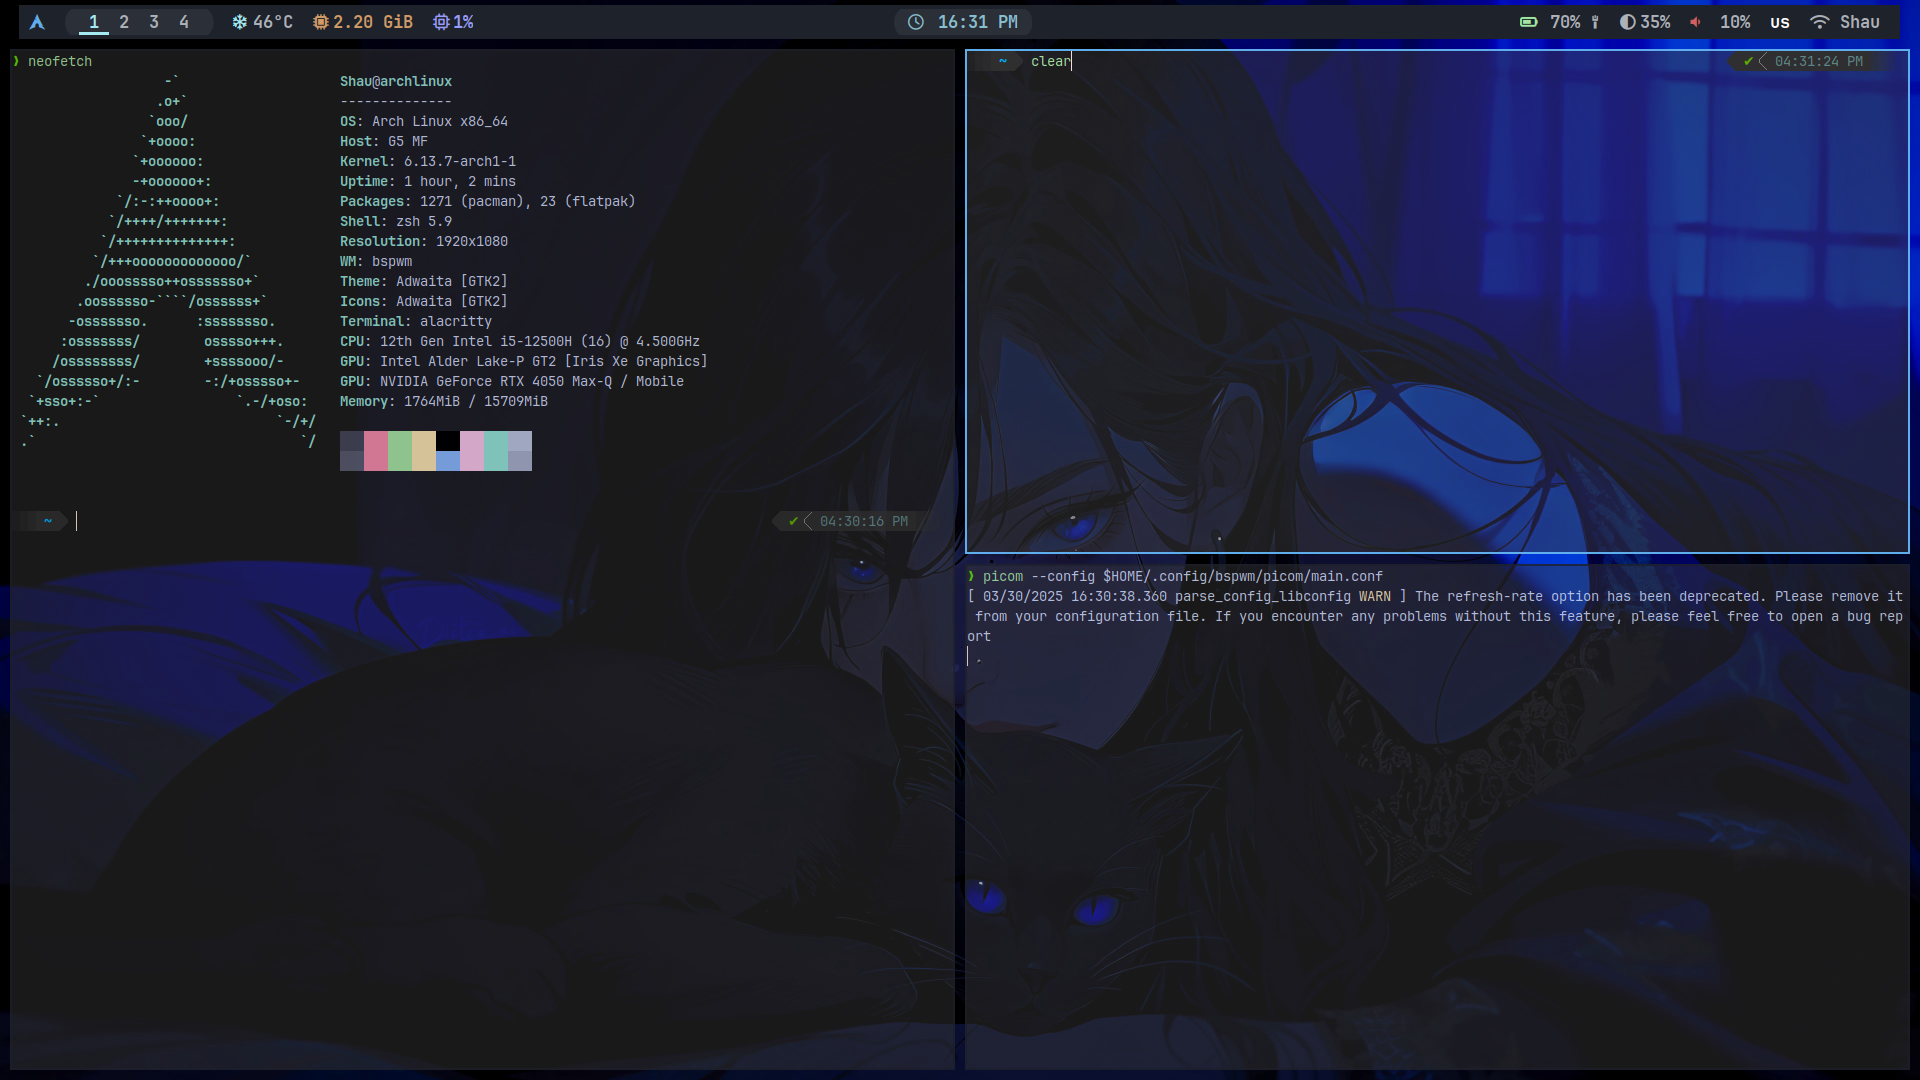 1 2 3 4 46°C 2.20 GiB 1% 16:31 PM 70% 35% 10% US Shau
❯ neofetch
-`
.o+`
`ooo/
`+oooo:
`+oooooo:
-+oooooo+:
`/:-:++oooo+:
`/++++/+++++++:
`/++++++++++++++:
`/+++ooooooooooooo/`
./ooosssso++osssssso+`
.oossssso-````/ossssss+`
-osssssso. :ssssssso.
:osssssss/ osssso+++.
/ossssssss/ +ssssooo/-
`/ossssso+/:- -:/+osssso+-
`+sso+:-` `.-/+oso:
`++:. `-/+/
.` `/
Shau@archlinux
--------------
OS: Arch Linux x86_64
Host: G5 MF
Kernel: 6.13.7-arch1-1
Uptime: 1 hour, 2 mins
Packages: 1271 (pacman), 23 (flatpak)
Shell: zsh 5.9
Resolution: 1920x1080
WM: bspwm
Theme: Adwaita [GTK2]
Icons: Adwaita [GTK2]
Terminal: alacritty
CPU: 12th Gen Intel i5-12500H (16) @ 4.500GHz
GPU: Intel Alder Lake-P GT2 [Iris Xe Graphics]
GPU: NVIDIA GeForce RTX 4050 Max-Q / Mobile
Memory: 1764MiB / 15709MiB
~ ✔ 04:30:16 PM
~ clear ✔ 04:31:24 PM
❯ picom --config $HOME/.config/bspwm/picom/main.conf
[ 03/30/2025 16:30:38.360 parse_config_libconfig WARN ] The refresh-rate option has been deprecated. Please remove it
from your configuration file. If you encounter any problems without this feature, please feel free to open a bug rep
ort